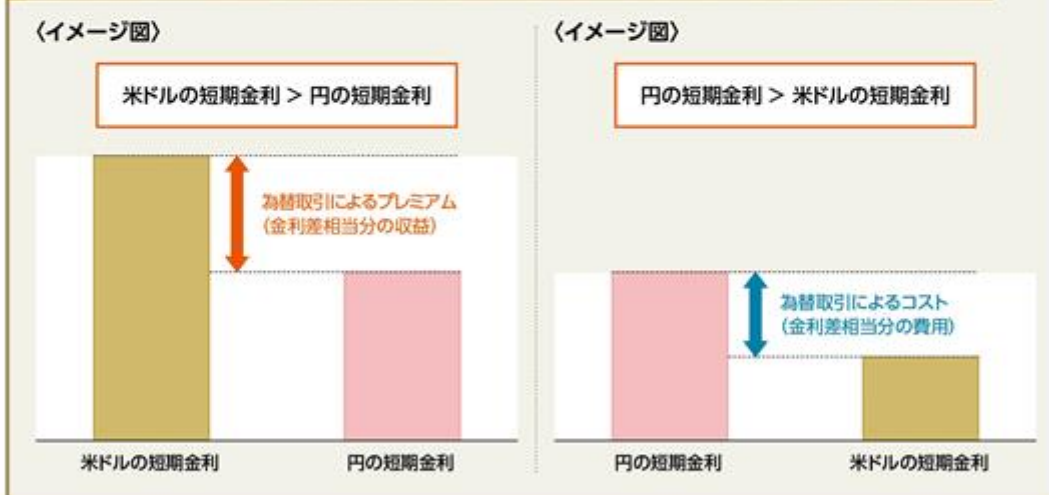 〈イメージ図〉
米ドルの短期金利 > 円の短期金利
為替取引によるプレミアム
(金利差相当分の収益)
米ドルの短期金利
円の短期金利
〈イメージ図〉
円の短期金利 > 米ドルの短期金利
為替取引によるコスト
(金利差相当分の費用)
円の短期金利
米ドルの短期金利